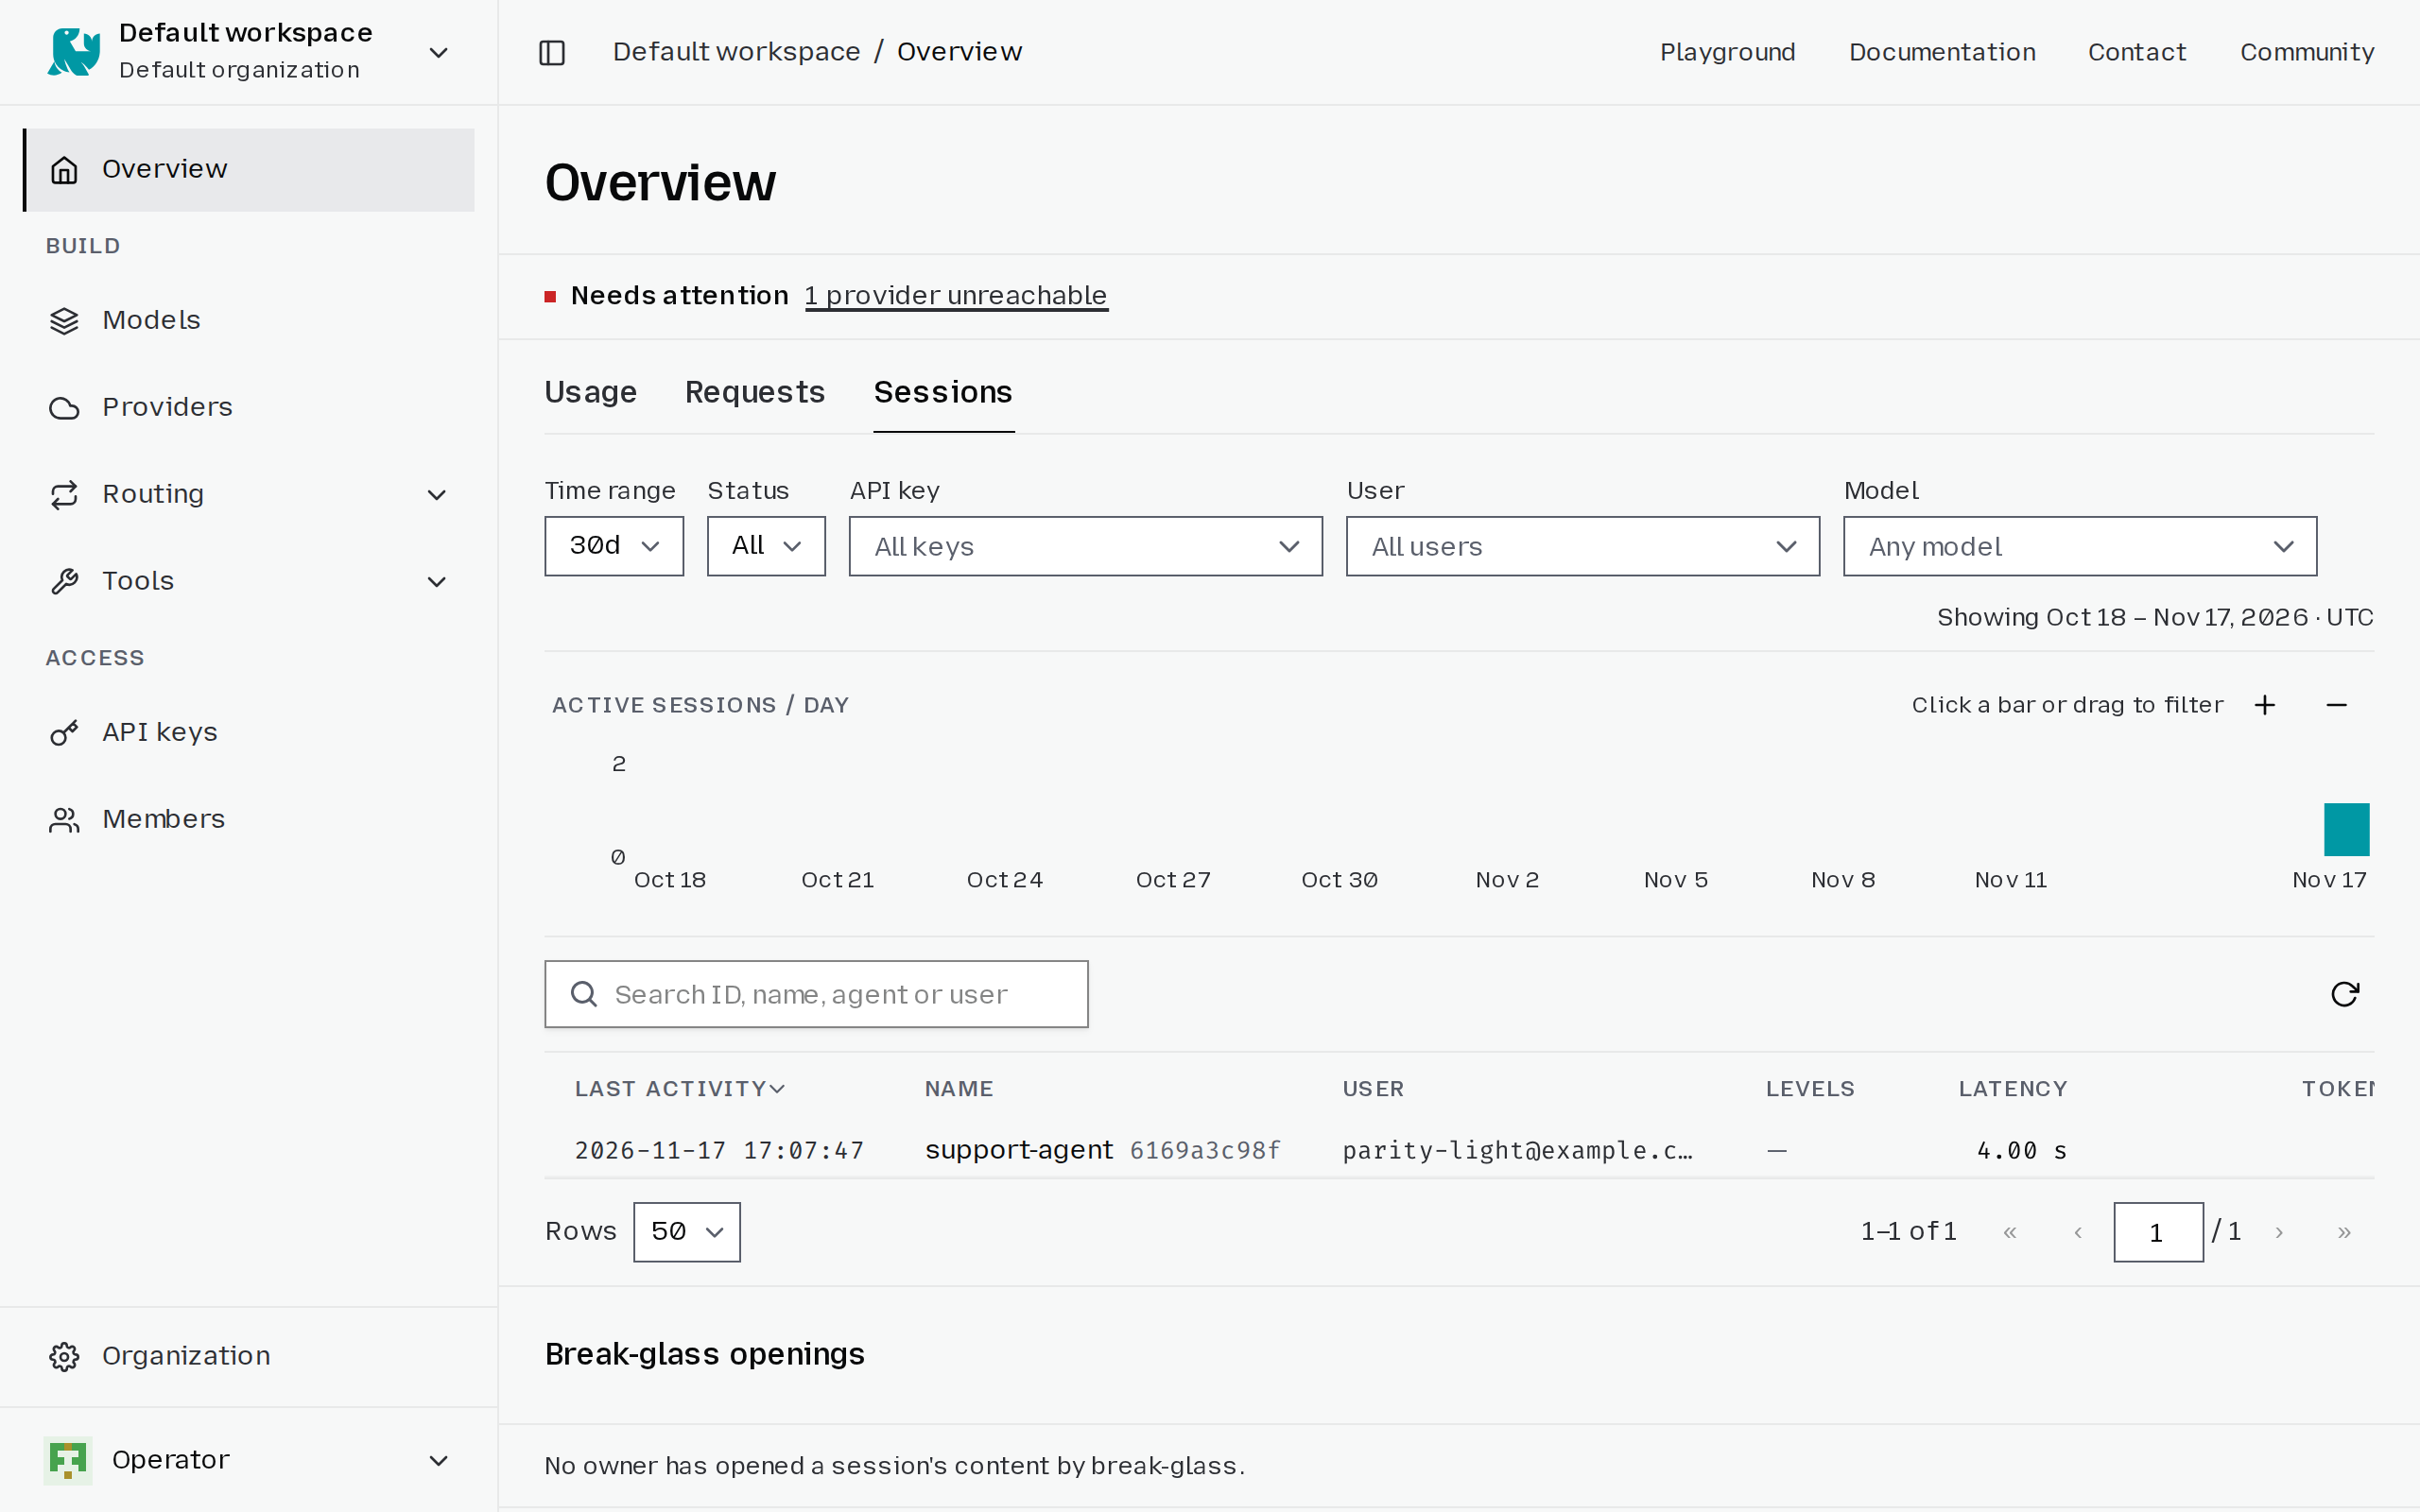 Default workspace
Default organization
Default workspace / Overview
Playground Documentation Contact Community
Overview
BUILD
Models
Providers
Routing
Tools
ACCESS
API keys
Members
Organization
Operator
Overview
Needs attention 1 provider unreachable
Usage Requests Sessions
Time range Status API key User Model
30d All All keys All users Any model
Showing Oct 18 – Nov 17, 2026 · UTC
ACTIVE SESSIONS / DAY Click a bar or drag to filter
2
0
Oct 18 Oct 21 Oct 24 Oct 27 Oct 30 Nov 2 Nov 5 Nov 8 Nov 11 Nov 17
Search ID, name, agent or user
LAST ACTIVITY NAME USER LEVELS LATENCY TOKEN
2026-11-17 17:07:47 support-agent 6169a3c98f parity-light@example.c… — 4.00 s
Rows 50 1–1 of 1 « ‹ 1 / 1 › »
Break-glass openings
No owner has opened a session's content by break-glass.